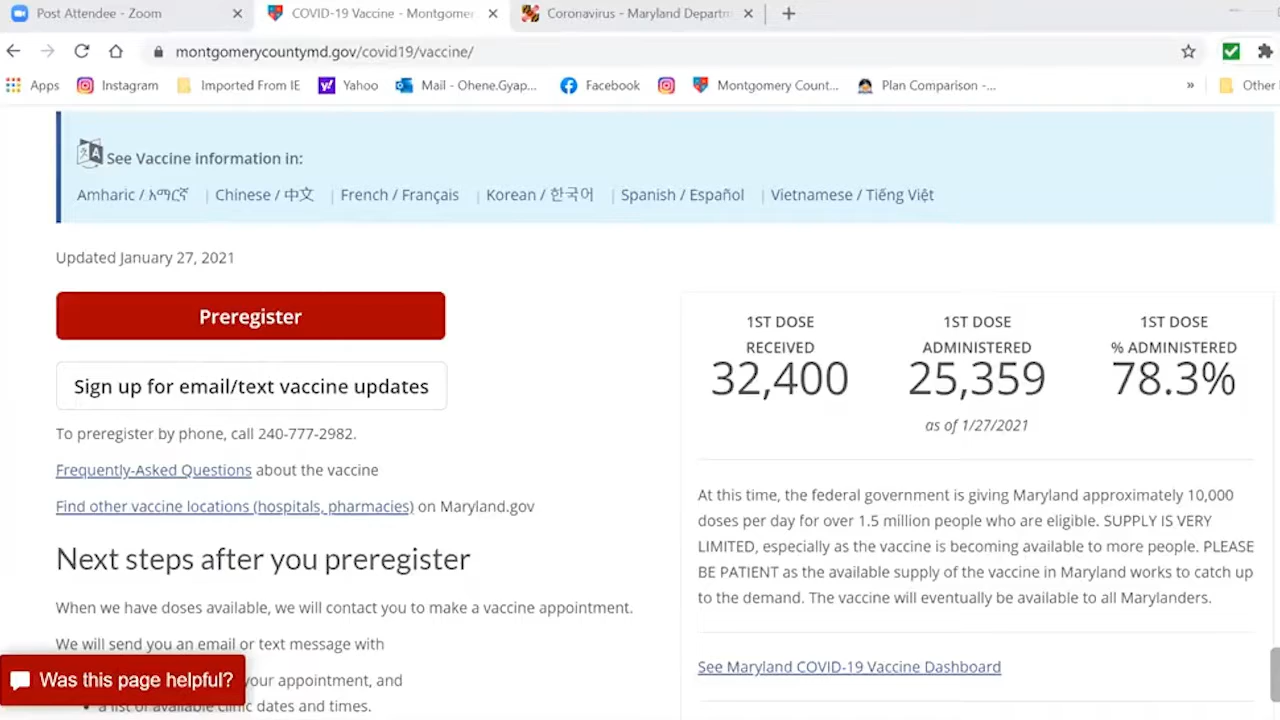 Post Attendee - Zoom
COVID-19 Vaccine - Montgomer
Coronavirus - Maryland Departm
montgomerycountymd.gov/covid19/vaccine/
Apps
Instagram
Imported From IE
Yahoo
Mail - Ohene.Gyap...
Facebook
Montgomery Count...
Plan Comparison -...
»
Other
See Vaccine information in:
Amharic / አማርኛ | Chinese / 中文 | French / Français | Korean / 한국어 | Spanish / Español | Vietnamese / Tiếng Việt
Updated January 27, 2021
Preregister
Sign up for email/text vaccine updates
To preregister by phone, call 240-777-2982.
Frequently-Asked Questions about the vaccine
Find other vaccine locations (hospitals, pharmacies) on Maryland.gov
Next steps after you preregister
When we have doses available, we will contact you to make a vaccine appointment.
We will send you an email or text message with
your appointment, and
a list of available clinic dates and times.
Was this page helpful?
1ST DOSE
RECEIVED
32,400
1ST DOSE
ADMINISTERED
25,359
1ST DOSE
% ADMINISTERED
78.3%
as of 1/27/2021
At this time, the federal government is giving Maryland approximately 10,000
doses per day for over 1.5 million people who are eligible. SUPPLY IS VERY
LIMITED, especially as the vaccine is becoming available to more people. PLEASE
BE PATIENT as the available supply of the vaccine in Maryland works to catch up
to the demand. The vaccine will eventually be available to all Marylanders.
See Maryland COVID-19 Vaccine Dashboard